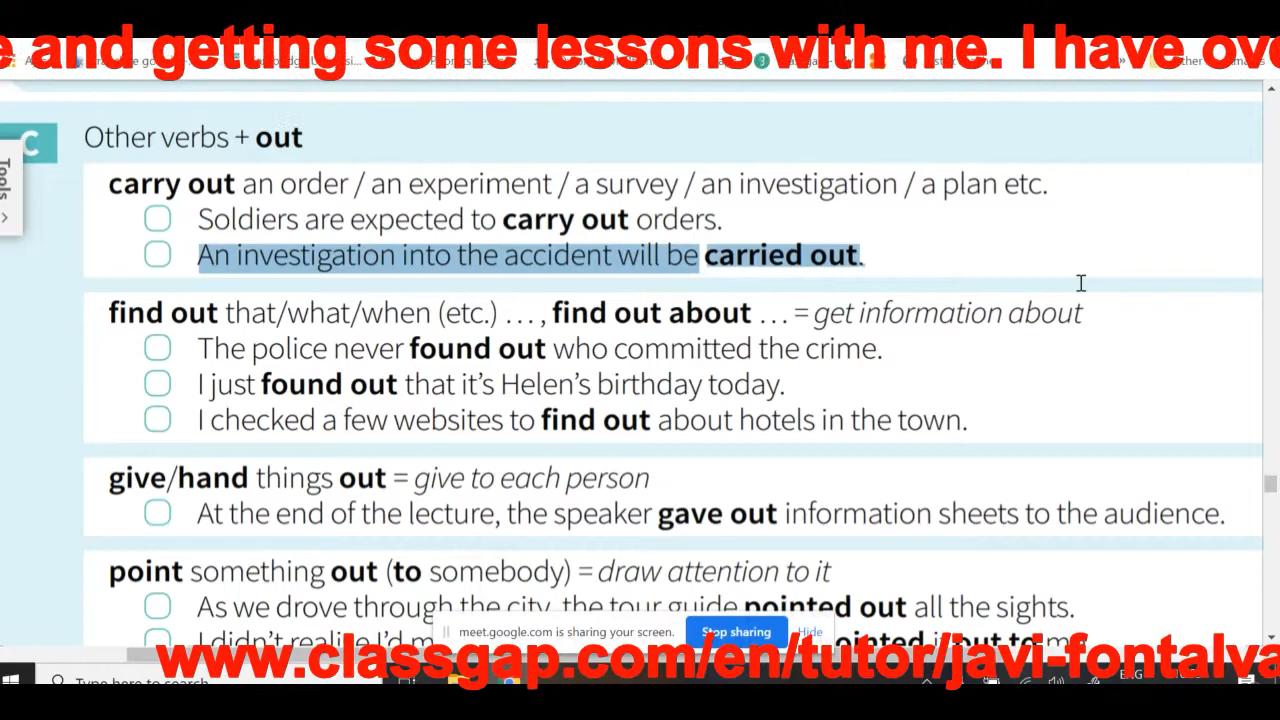 e and getting some lessons with me. I have ove
C
Other verbs + out
Tools
carry out an order / an experiment / a survey / an investigation / a plan etc.
Soldiers are expected to carry out orders.
An investigation into the accident will be carried out.
find out that/what/when (etc.) … , find out about … = get information about
The police never found out who committed the crime.
I just found out that it's Helen's birthday today.
I checked a few websites to find out about hotels in the town.
give/hand things out = give to each person
At the end of the lecture, the speaker gave out information sheets to the audience.
point something out (to somebody) = draw attention to it
As we drove through the city, the tour guide pointed out all the sights.
meet.google.com is sharing your screen. Stop sharing Hide
www.classgap.com/en/tutor/javi-fontalva
Type here to search
ENG